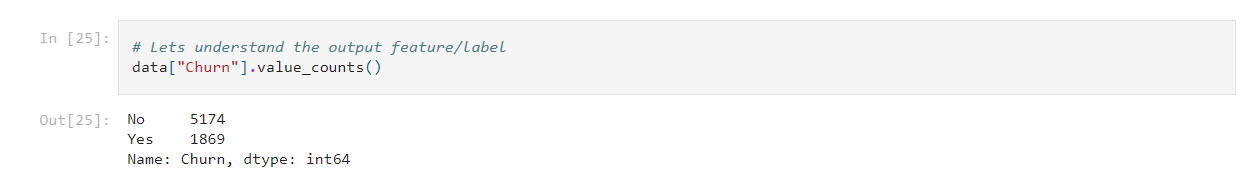 In [25]:
# Lets understand the output feature/label
data["Churn"].value_counts()
Out[25]:
No     5174
Yes    1869
Name: Churn, dtype: int64